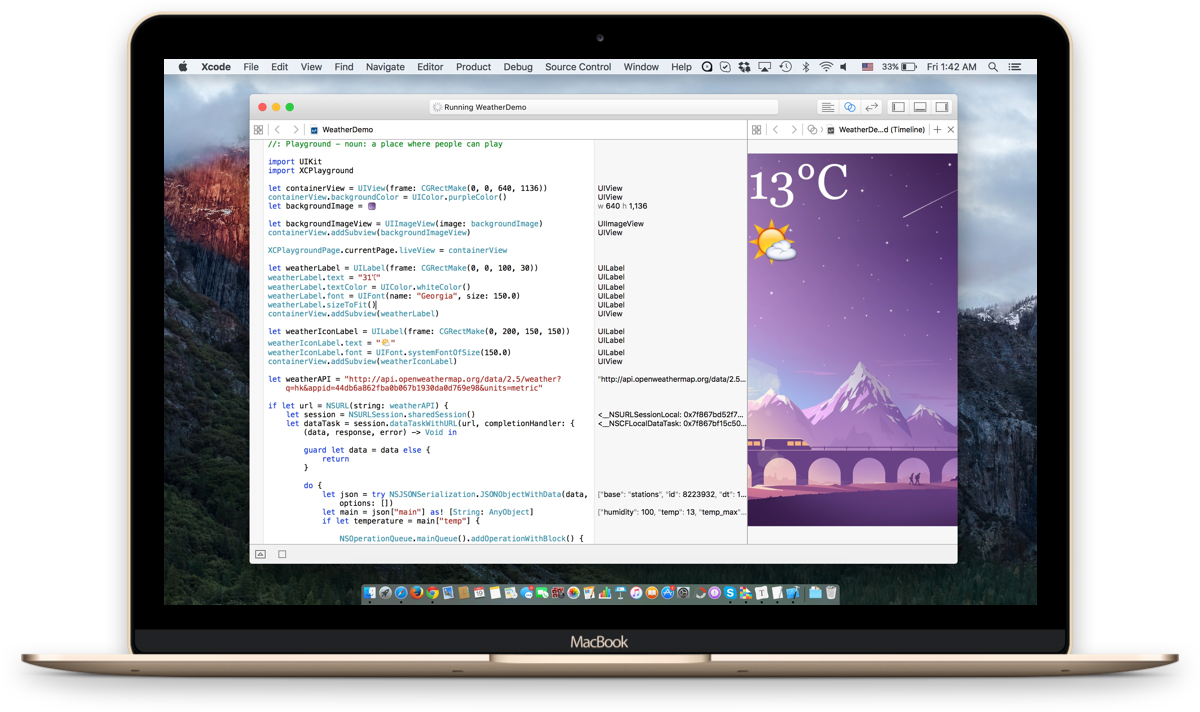 Xcode File Edit View Find Navigate Editor Product Debug Source Control Window Help 33% Fri 1:42 AM
Running WeatherDemo
WeatherDemo
WeatherDe...d (Timeline)
//: Playground - noun: a place where people can play
import UIKit
import XCPlayground
let containerView = UIView(frame: CGRectMake(0, 0, 640, 1136))
UIView
containerView.backgroundColor = UIColor.purpleColor()
UIView
let backgroundImage =
w 640 h 1,136
let backgroundImageView = UIImageView(image: backgroundImage)
UIImageView
containerView.addSubview(backgroundImageView)
UIView
XCPlaygroundPage.currentPage.liveView = containerView
let weatherLabel = UILabel(frame: CGRectMake(0, 0, 100, 30))
UILabel
weatherLabel.text = "31℃"
UILabel
weatherLabel.textColor = UIColor.whiteColor()
UILabel
weatherLabel.font = UIFont(name: "Georgia", size: 150.0)
UILabel
weatherLabel.sizeToFit()
UILabel
containerView.addSubview(weatherLabel)
UIView
let weatherIconLabel = UILabel(frame: CGRectMake(0, 200, 150, 150))
UILabel
weatherIconLabel.text = "🌤"
UILabel
weatherIconLabel.font = UIFont.systemFontOfSize(150.0)
UILabel
containerView.addSubview(weatherIconLabel)
UIView
let weatherAPI = "http://api.openweathermap.org/data/2.5/weather?
q=hk&appid=44db6a862fba0b067b1930da0d769e98&units=metric"
"http://api.openweathermap.org/data/2.5...
if let url = NSURL(string: weatherAPI) {
let session = NSURLSession.sharedSession()
<__NSURLSessionLocal: 0x7f867bd52f7...
let dataTask = session.dataTaskWithURL(url, completionHandler: {
<__NSCFLocalDataTask: 0x7f867bf15c50...
(data, response, error) -> Void in
guard let data = data else {
return
}
do {
let json = try NSJSONSerialization.JSONObjectWithData(data,
options: [])
["base": "stations", "id": 8223932, "dt": 1...
let main = json["main"] as! [String: AnyObject]
["humidity": 100, "temp": 13, "temp_max"...
if let temperature = main["temp"] {
NSOperationQueue.mainQueue().addOperationWithBlock() {
13°C
MacBook